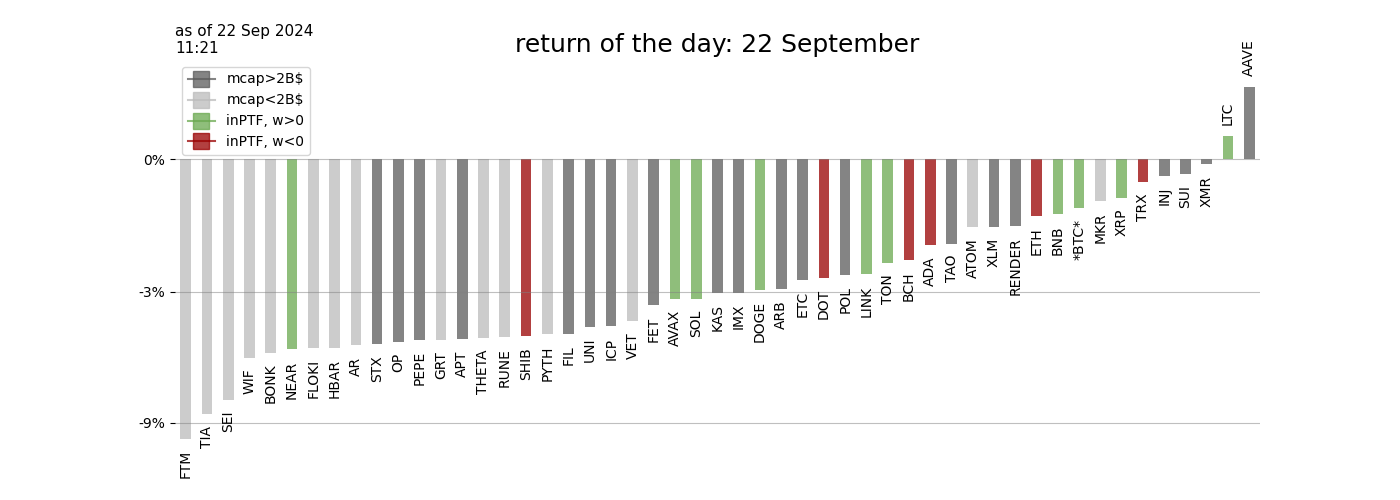 as of 22 Sep 2024
11:21
return of the day: 22 September
mcap>2B$
mcap<2B$
inPTF, w>0
inPTF, w<0
0%
-3%
-9%
FTM
TIA
SEI
WIF
BONK
NEAR
FLOKI
HBAR
AR
STX
OP
PEPE
GRT
APT
THETA
RUNE
SHIB
PYTH
FIL
UNI
ICP
VET
FET
AVAX
SOL
KAS
IMX
DOGE
ARB
ETC
DOT
POL
LINK
TON
BCH
ADA
TAO
ATOM
XLM
RENDER
ETH
BNB
*BTC*
MKR
XRP
TRX
INJ
SUI
XMR
LTC
AAVE